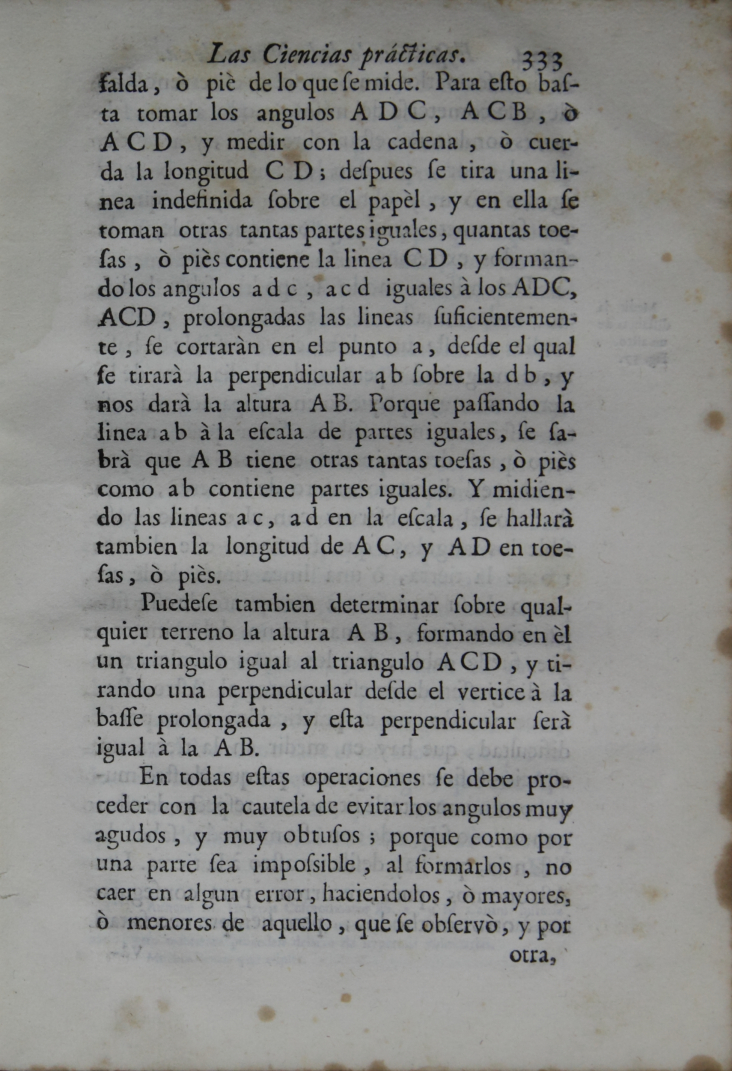 Las Ciencias prácticas. 333
falda, ò piè de lo que ſe mide. Para eſto baſ-
ta tomar los angulos A D C, A C B, ò
A C D, y medir con la cadena, ò cuer-
da la longitud C D; deſpues ſe tira una li-
nea indefinida ſobre el papèl, y en ella ſe
toman otras tantas partes iguales, quantas toe-
ſas, ò piès contiene la linea C D, y forman-
do los angulos a d c, a c d iguales à los ADC,
ACD, prolongadas las lineas ſuficientemen-
te, ſe cortaràn en el punto a, deſde el qual
ſe tirarà la perpendicular a b ſobre la d b, y
nos darà la altura A B. Porque paſſando la
linea a b à la eſcala de partes iguales, ſe ſa-
brà que A B tiene otras tantas toeſas, ò piès
como a b contiene partes iguales. Y midien-
do las lineas a c, a d en la eſcala, ſe hallarà
tambien la longitud de A C, y A D en toe-
ſas, ò piès.
Puedeſe tambien determinar ſobre qual-
quier terreno la altura A B, formando en èl
un triangulo igual al triangulo A C D, y ti-
rando una perpendicular deſde el vertice à la
baſſe prolongada, y eſta perpendicular ſerà
igual à la A B.
En todas eſtas operaciones ſe debe pro-
ceder con la cautela de evitar los angulos muy
agudos, y muy obtuſos; porque como por
una parte ſea impoſsible, al formarlos, no
caer en algun error, haciendolos, ò mayores,
ò menores de aquello, que ſe obſervò, y por
otra,